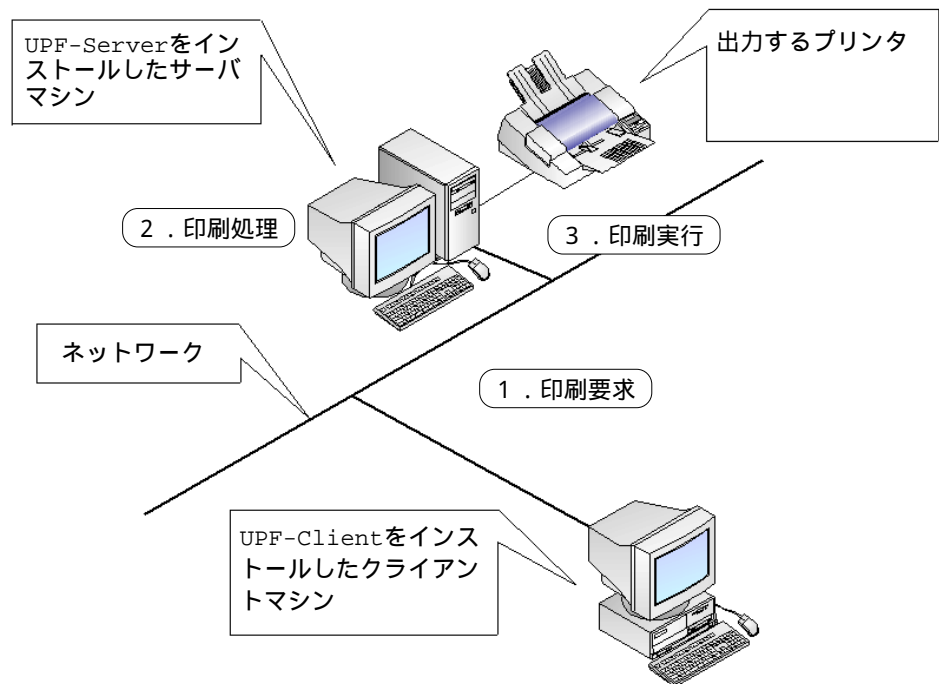 UPF-Serverをイン
ストールしたサーバ
マシン
出力するプリンタ
２．印刷処理
３．印刷実行
ネットワーク
１．印刷要求
UPF-Clientをインス
トールしたクライアン
トマシン